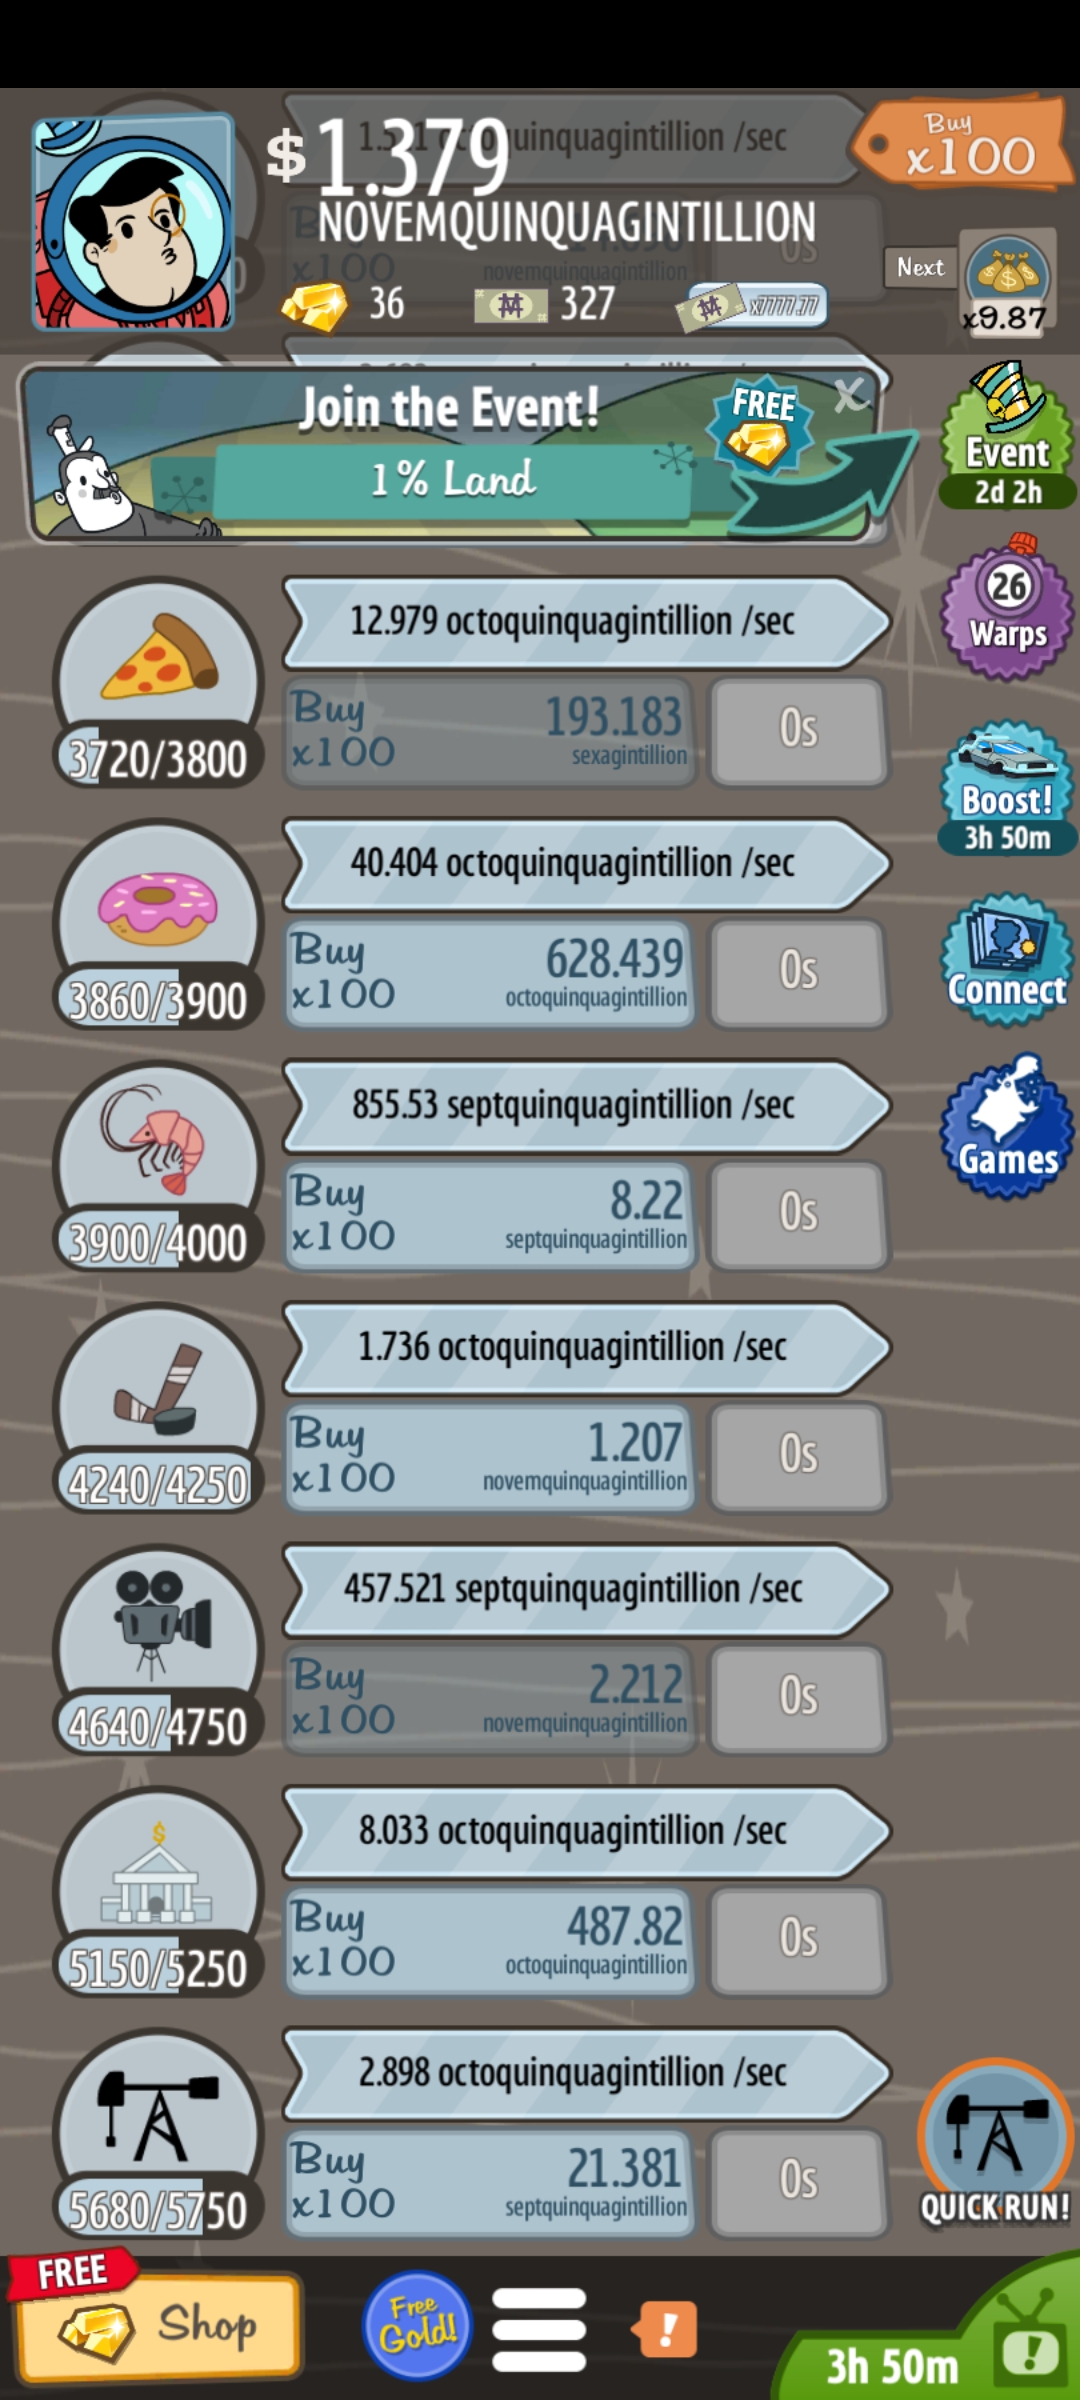 $1.379
NOVEMQUINQUAGINTILLION
Buy
x100
novemquinquagintillion
0s
36
327
x7777.77
Next
x9.87
Buy
x100
Join the Event!
1% Land
FREE
X
Event
2d 2h
26
Warps
Boost!
3h 50m
Connect
Games
12.979 octoquinquagintillion /sec
3720/3800
Buy
x100
193.183
sexagintillion
0s
40.404 octoquinquagintillion /sec
3860/3900
Buy
x100
628.439
octoquinquagintillion
0s
855.53 septquinquagintillion /sec
3900/4000
Buy
x100
8.22
septquinquagintillion
0s
1.736 octoquinquagintillion /sec
4240/4250
Buy
x100
1.207
novemquinquagintillion
0s
457.521 septquinquagintillion /sec
4640/4750
Buy
x100
2.212
novemquinquagintillion
0s
8.033 octoquinquagintillion /sec
5150/5250
Buy
x100
487.82
octoquinquagintillion
0s
2.898 octoquinquagintillion /sec
5680/5750
Buy
x100
21.381
septquinquagintillion
0s
QUICK RUN!
FREE
Shop
Free
Gold!
!
3h 50m
!